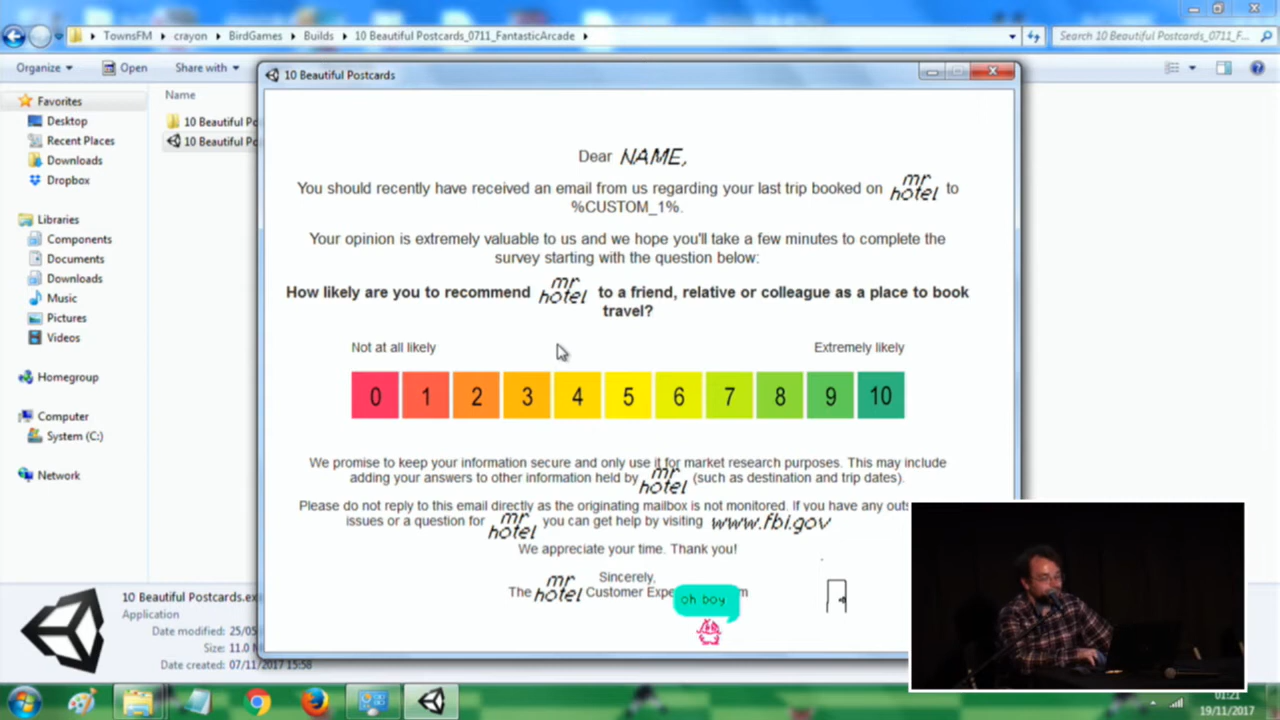 TownsFM crayon BirdGames Builds 10 Beautiful Postcards_0711_FantasticArcade
Search 10 Beautiful Postcards_0711_F...
Organize Open Share with
10 Beautiful Postcards
Favorites
Desktop
Recent Places
Downloads
Dropbox
Libraries
Components
Documents
Downloads
Music
Pictures
Videos
Homegroup
Computer
System (C:)
Network
Name
10 Beautiful Po
10 Beautiful Po
Dear NAME,
You should recently have received an email from us regarding your last trip booked on mr hotel to
%CUSTOM_1%.
Your opinion is extremely valuable to us and we hope you'll take a few minutes to complete the
survey starting with the question below:
How likely are you to recommend mr hotel to a friend, relative or colleague as a place to book
travel?
Not at all likely Extremely likely
0 1 2 3 4 5 6 7 8 9 10
We promise to keep your information secure and only use it for market research purposes. This may include
adding your answers to other information held by mr hotel (such as destination and trip dates).
Please do not reply to this email directly as the originating mailbox is not monitored. If you have any out
issues or a question for mr hotel you can get help by visiting www.fbi.gov
We appreciate your time. Thank you!
Sincerely,
The mr hotel Customer Expe m
oh boy
10 Beautiful Postcards.ex
Application
Date modified: 25/05
Size: 11.0 M
Date created: 07/11/2017 15:58
01:21
19/11/2017